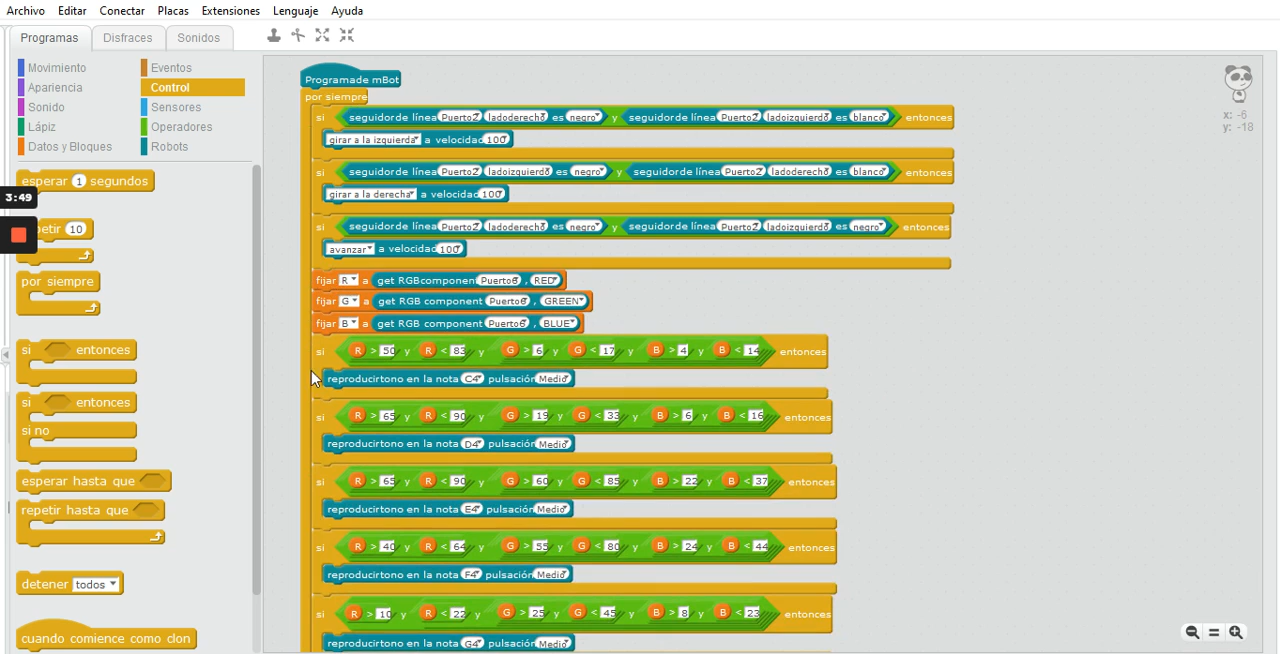 Archivo Editar Conectar Placas Extensiones Lenguaje Ayuda
Programas Disfraces Sonidos
Movimiento Eventos
Apariencia Control
Sonido Sensores
Lápiz Operadores
Datos y Bloques Robots
esperar 1 segundos
3:49
petir 10
por siempre
si entonces
si entonces
si no
esperar hasta que
repetir hasta que
detener todos
cuando comience como clon
Programa de mBot
por siempre
si seguidor de línea Puerto2 lado derecho es negro y seguidor de línea Puerto2 lado izquierdo es blanco entonces
girar a la izquierda a velocidad 100
si seguidor de línea Puerto2 lado izquierdo es negro y seguidor de línea Puerto2 lado derecho es blanco entonces
girar a la derecha a velocidad 100
si seguidor de línea Puerto2 lado derecho es negro y seguidor de línea Puerto2 lado izquierdo es negro entonces
avanzar a velocidad 100
fijar R a get RGB component Puerto6 , RED
fijar G a get RGB component Puerto6 , GREEN
fijar B a get RGB component Puerto6 , BLUE
si R > 50 y R < 83 y G > 6 y G < 17 y B > 4 y B < 14 entonces
reproducir tono en la nota C4 pulsación Medio
si R > 65 y R < 90 y G > 19 y G < 33 y B > 6 y B < 16 entonces
reproducir tono en la nota D4 pulsación Medio
si R > 65 y R < 90 y G > 60 y G < 85 y B > 22 y B < 37 entonces
reproducir tono en la nota E4 pulsación Medio
si R > 40 y R < 64 y G > 55 y G < 80 y B > 24 y B < 44 entonces
reproducir tono en la nota F4 pulsación Medio
si R > 10 y R < 22 y G > 25 y G < 45 y B > 8 y B < 23 entonces
reproducir tono en la nota G4 pulsación Medio
x: -6
y: -18